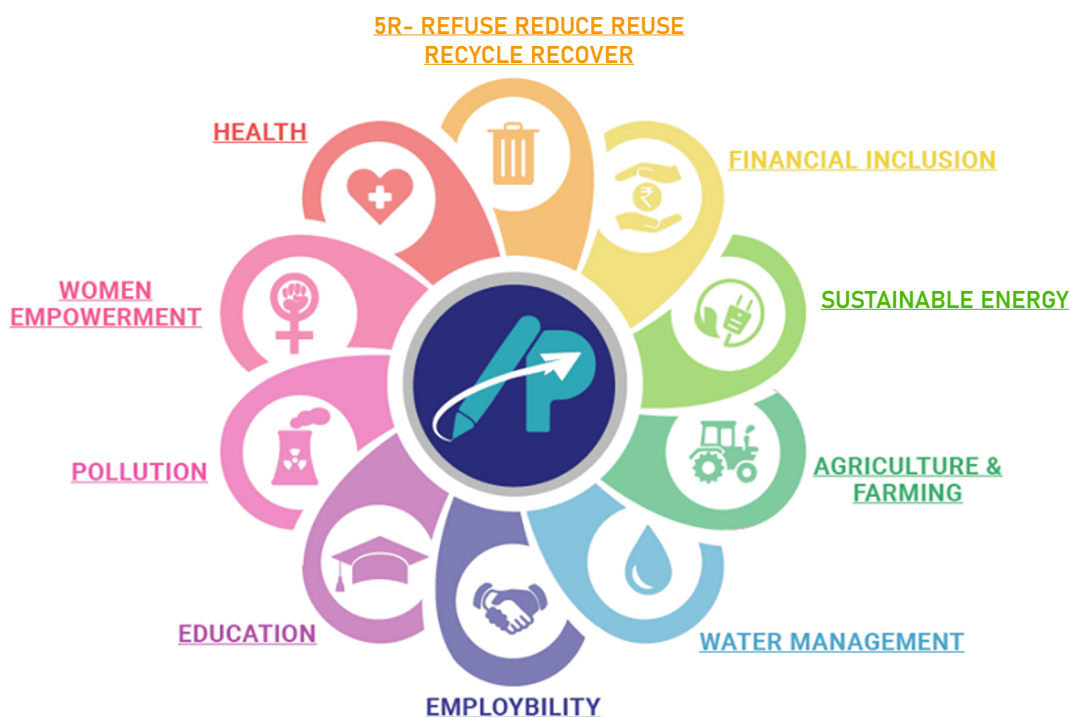 5R- REFUSE REDUCE REUSE
RECYCLE RECOVER
HEALTH
FINANCIAL INCLUSION
WOMEN
EMPOWERMENT
SUSTAINABLE ENERGY
POLLUTION
AGRICULTURE &
FARMING
EDUCATION
WATER MANAGEMENT
EMPLOYBILITY
₹
AP